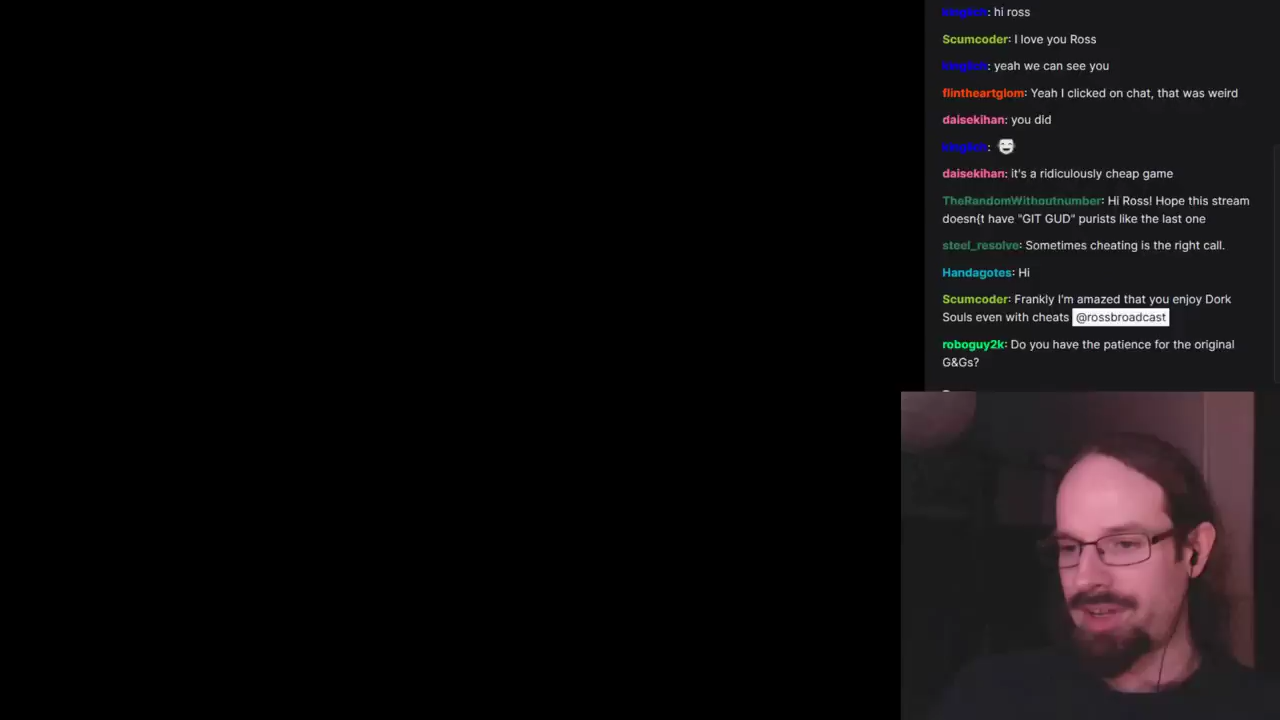 : hi ross
Scumcoder: I love you Ross
: yeah we can see you
flintheartglom: Yeah I clicked on chat, that was weird
daisekihan: you did
:
daisekihan: it's a ridiculously cheap game
TheRandomWithoutnumber: Hi Ross! Hope this stream
doesn{t have "GIT GUD" purists like the last one
steel_resolve: Sometimes cheating is the right call.
Handagotes: Hi
Scumcoder: Frankly I'm amazed that you enjoy Dork
Souls even with cheats @rossbroadcast
roboguy2k: Do you have the patience for the original
G&Gs?